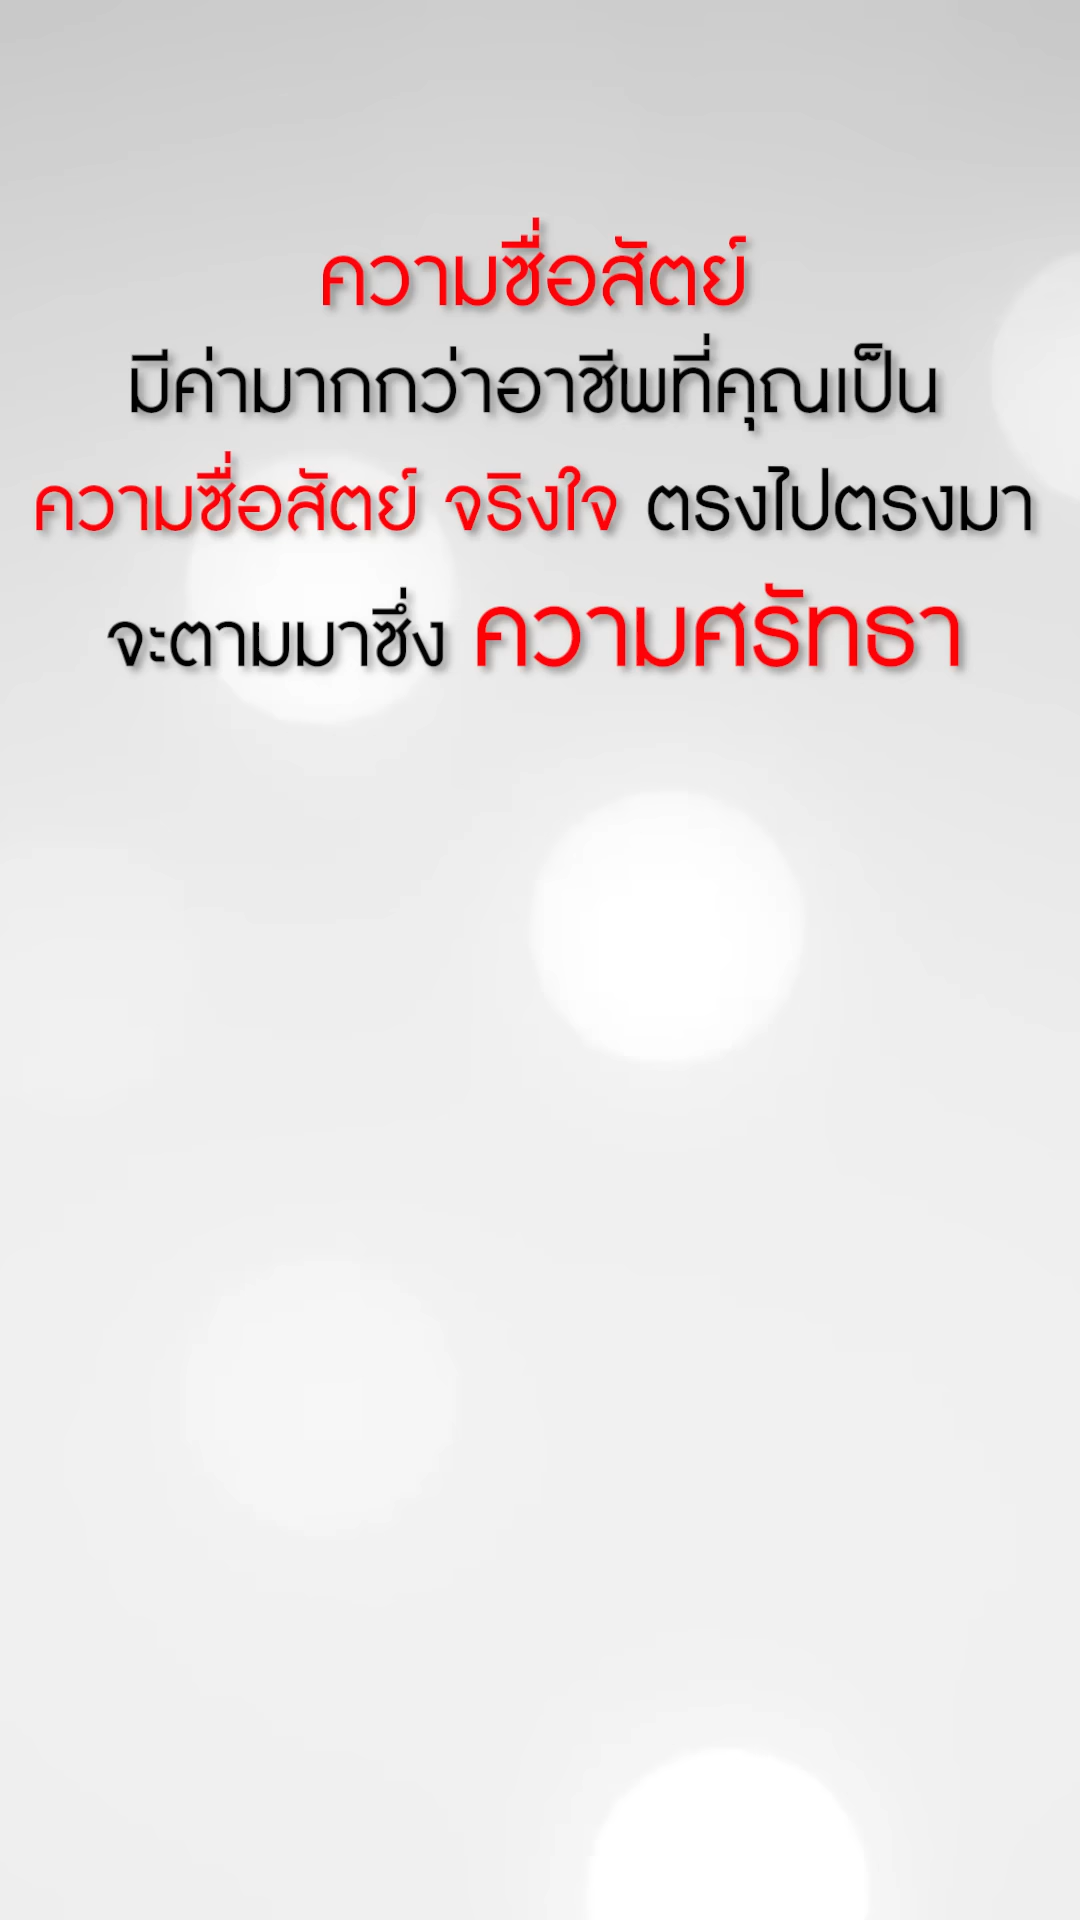 ความซื่อสัตย์
มีค่ามากกว่าอาชีพที่คุณเป็น
ความซื่อสัตย์ จริงใจ ตรงไปตรงมา
จะตามมาซึ่ง ความศรัทธา